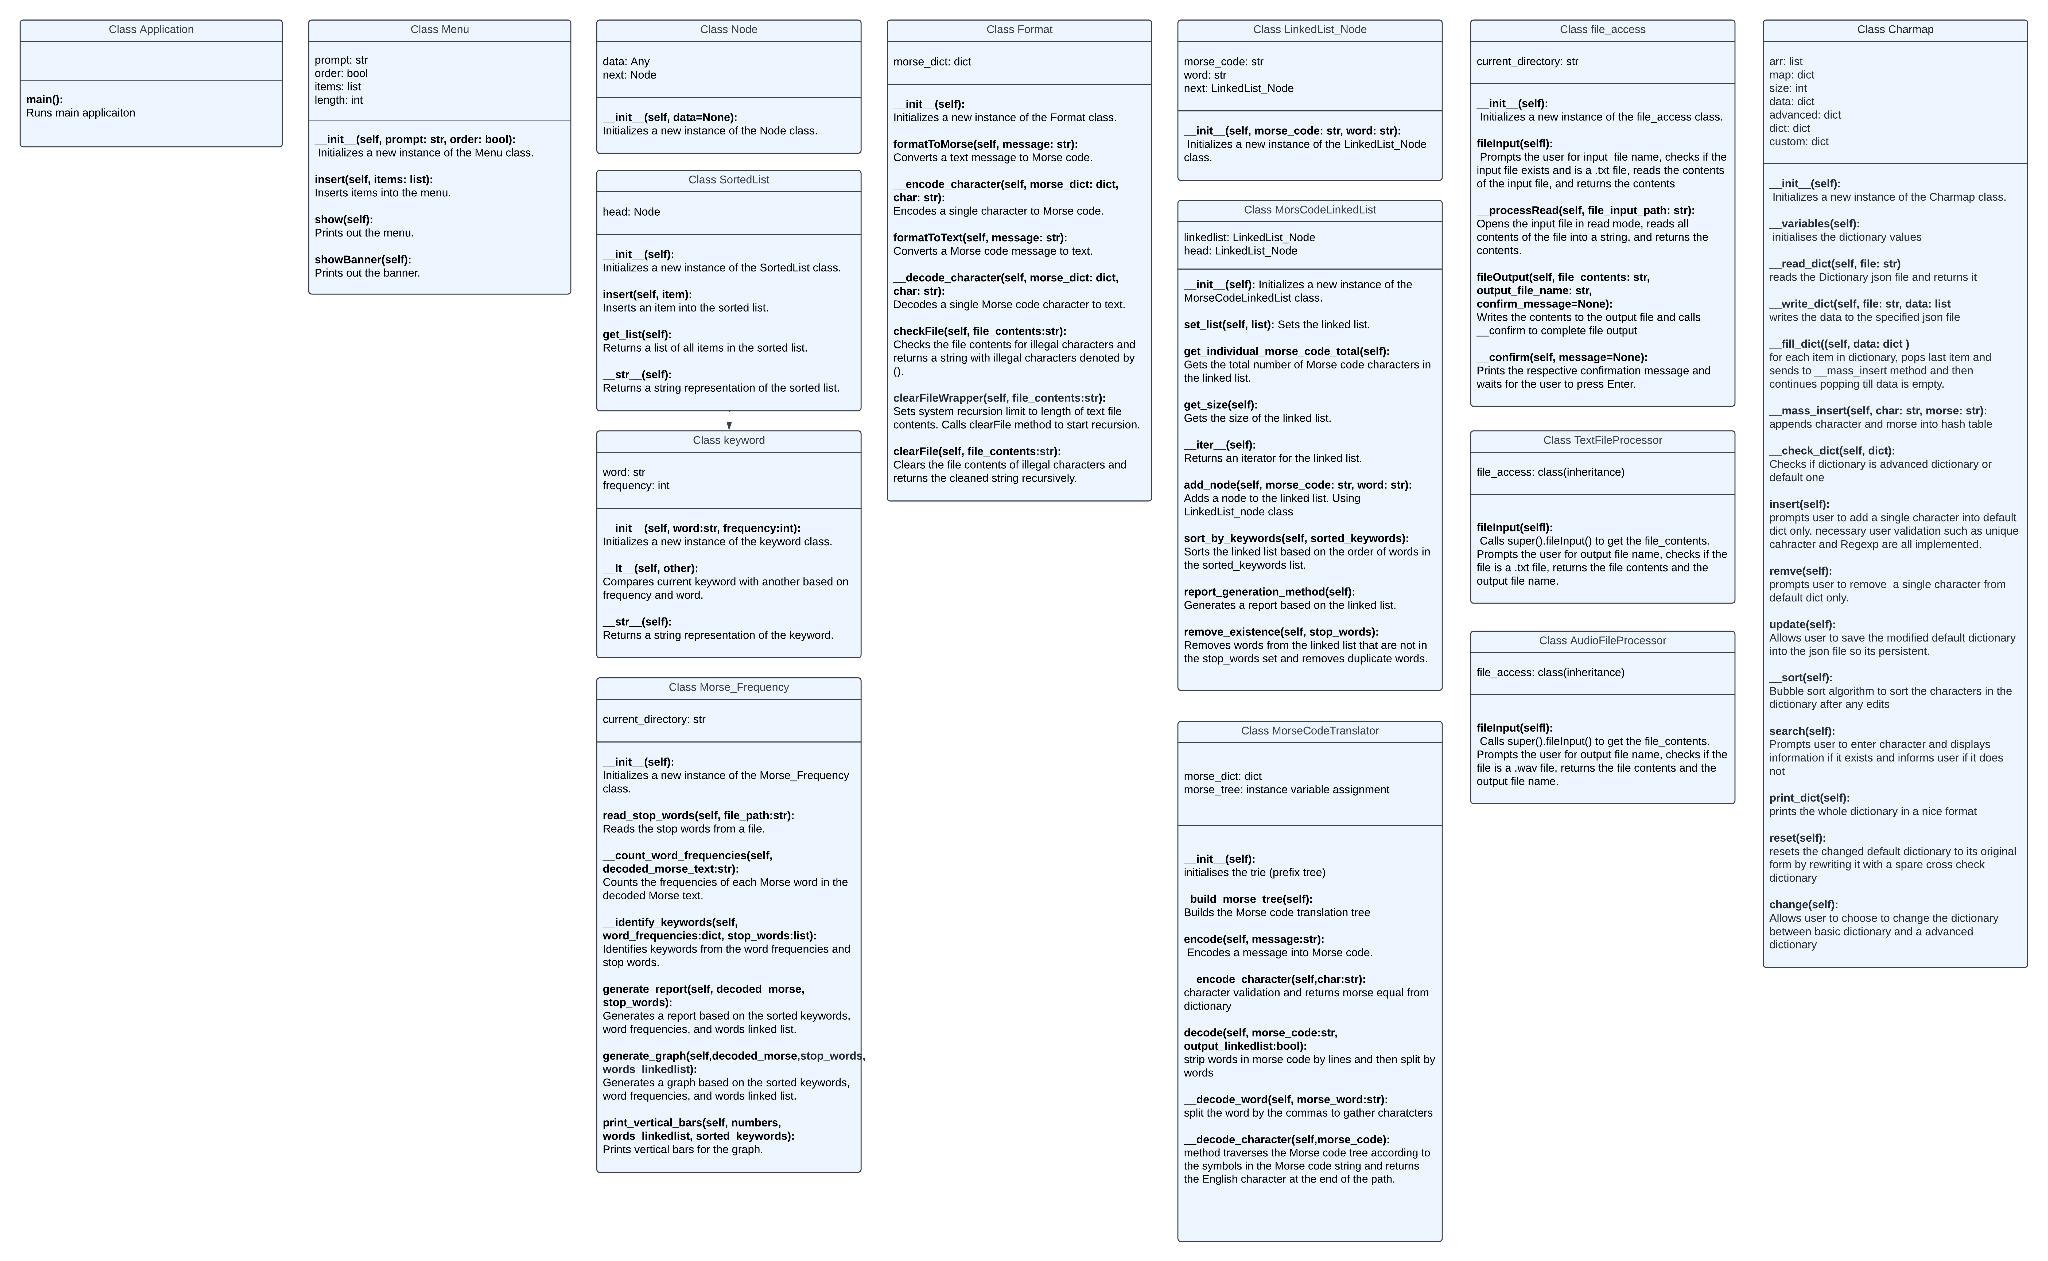 Class Application
main():
Runs main applicaiton
Class Menu
prompt: str
order: bool
items: list
length: int
__init__(self, prompt: str, order: bool):
Initializes a new instance of the Menu class.
insert(self, items: list):
Inserts items into the menu.
show(self):
Prints out the menu.
showBanner(self):
Prints out the banner.
Class Node
data: Any
next: Node
__init__(self, data=None):
Initializes a new instance of the Node class.
Class SortedList
head: Node
__init__(self):
Initializes a new instance of the SortedList class.
insert(self, item):
Inserts an item into the sorted list.
get_list(self):
Returns a list of all items in the sorted list.
__str__(self):
Returns a string representation of the sorted list.
Class keyword
word: str
frequency: int
__init__(self, word:str, frequency:int):
Initializes a new instance of the keyword class.
__lt__(self, other):
Compares current keyword with another based on
frequency and word.
__str__(self):
Returns a string representation of the keyword.
Class Morse_Frequency
current_directory: str
__init__(self):
Initializes a new instance of the Morse_Frequency
class.
read_stop_words(self, file_path:str):
Reads the stop words from a file.
__count_word_frequencies(self,
decoded_morse_text:str):
Counts the frequencies of each Morse word in the
decoded Morse text.
__identify_keywords(self,
word_frequencies:dict, stop_words:list):
Identifies keywords from the word frequencies and
stop words.
generate_report(self, decoded_morse,
stop_words):
Generates a report based on the sorted keywords,
word frequencies, and words linked list.
generate_graph(self,decoded_morse,stop_words,
words_linkedlist):
Generates a graph based on the sorted keywords,
word frequencies, and words linked list.
print_vertical_bars(self, numbers,
words_linkedlist, sorted_keywords):
Prints vertical bars for the graph.
Class Format
morse_dict: dict
__init__(self):
Initializes a new instance of the Format class.
formatToMorse(self, message: str):
Converts a text message to Morse code.
__encode_character(self, morse_dict: dict,
char: str):
Encodes a single character to Morse code.
formatToText(self, message: str):
Converts a Morse code message to text.
__decode_character(self, morse_dict: dict,
char: str):
Decodes a single Morse code character to text.
checkFile(self, file_contents:str):
Checks the file contents for illegal characters and
returns a string with illegal characters denoted by
().
clearFileWrapper(self, file_contents:str):
Sets system recursion limit to length of text file
contents. Calls clearFile method to start recursion.
clearFile(self, file_contents:str):
Clears the file contents of illegal characters and
returns the cleaned string recursively.
Class LinkedList_Node
morse_code: str
word: str
next: LinkedList_Node
__init__(self, morse_code: str, word: str):
Initializes a new instance of the LinkedList_Node
class.
Class MorsCodeLinkedList
linkedlist: LinkedList_Node
head: LinkedList_Node
__init__(self): Initializes a new instance of the
MorseCodeLinkedList class.
set_list(self, list): Sets the linked list.
get_individual_morse_code_total(self):
Gets the total number of Morse code characters in
the linked list.
get_size(self):
Gets the size of the linked list.
__iter__(self):
Returns an iterator for the linked list.
add_node(self, morse_code: str, word: str):
Adds a node to the linked list. Using
LinkedList_node class
sort_by_keywords(self, sorted_keywords):
Sorts the linked list based on the order of words in
the sorted_keywords list.
report_generation_method(self):
Generates a report based on the linked list.
remove_existence(self, stop_words):
Removes words from the linked list that are not in
the stop_words set and removes duplicate words.
Class MorseCodeTranslator
morse_dict: dict
morse_tree: instance variable assignment
__init__(self):
initialises the trie (prefix tree)
_build_morse_tree(self):
Builds the Morse code translation tree
encode(self, message:str):
Encodes a message into Morse code.
__encode_character(self,char:str):
character validation and returns morse equal from
dictionary
decode(self, morse_code:str,
output_linkedlist:bool):
strip words in morse code by lines and then split by
words
__decode_word(self, morse_word:str):
split the word by the commas to gather charatcters
__decode_character(self,morse_code):
method traverses the Morse code tree according to
the symbols in the Morse code string and returns
the English character at the end of the path.
Class file_access
current_directory: str
__init__(self):
Initializes a new instance of the file_access class.
fileInput(self):
Prompts the user for input  file name, checks if the
input file exists and is a .txt file, reads the contents
of the input file, and returns the contents
__processRead(self, file_input_path: str):
Opens the input file in read mode, reads all
contents of the file into a string, and returns the
contents.
fileOutput(self, file_contents: str,
output_file_name: str,
confirm_message=None):
Writes the contents to the output file and calls
__confirm to complete file output
__confirm(self, message=None):
Prints the respective confirmation message and
waits for the user to press Enter.
Class TextFileProcessor
file_access: class(inheritance)
fileInput(selfl):
Calls super().fileInput() to get the file_contents.
Prompts the user for output file name, checks if the
file is a .txt file, returns the file contents and the
output file name.
Class AudioFileProcessor
file_access: class(inheritance)
fileInput(selfl):
Calls super().fileInput() to get the file_contents.
Prompts the user for output file name, checks if the
file is a .wav file, returns the file contents and the
output file name.
Class Charmap
arr: list
map: dict
size: int
data: dict
advanced: dict
dict: dict
custom: dict
__init__(self):
Initializes a new instance of the Charmap class.
__variables(self):
initialises the dictionary values
__read_dict(self, file: str)
reads the Dictionary json file and returns it
__write_dict(self, file: str, data: list
writes the data to the specified json file
__fill_dict((self, data: dict )
for each item in dictionary, pops last item and
sends to __mass_insert method and then
continues popping till data is empty.
__mass_insert(self, char: str, morse: str):
appends character and morse into hash table
__check_dict(self, dict):
Checks if dictionary is advanced dictionary or
default one
insert(self):
prompts user to add a single character into default
dict only. necessary user validation such as unique
cahracter and Regexp are all implemented.
remve(self):
prompts user to remove  a single character from
default dict only.
update(self):
Allows user to save the modified default dictionary
into the json file so its persistent.
__sort(self):
Bubble sort algorithm to sort the characters in the
dictionary after any edits
search(self):
Prompts user to enter character and displays
information if it exists and informs user if it does
not
print_dict(self):
prints the whole dictionary in a nice format
reset(self):
resets the changed default dictionary to its original
form by rewriting it with a spare cross check
dictionary
change(self):
Allows user to choose to change the dictionary
between basic dictionary and a advanced
dictionary